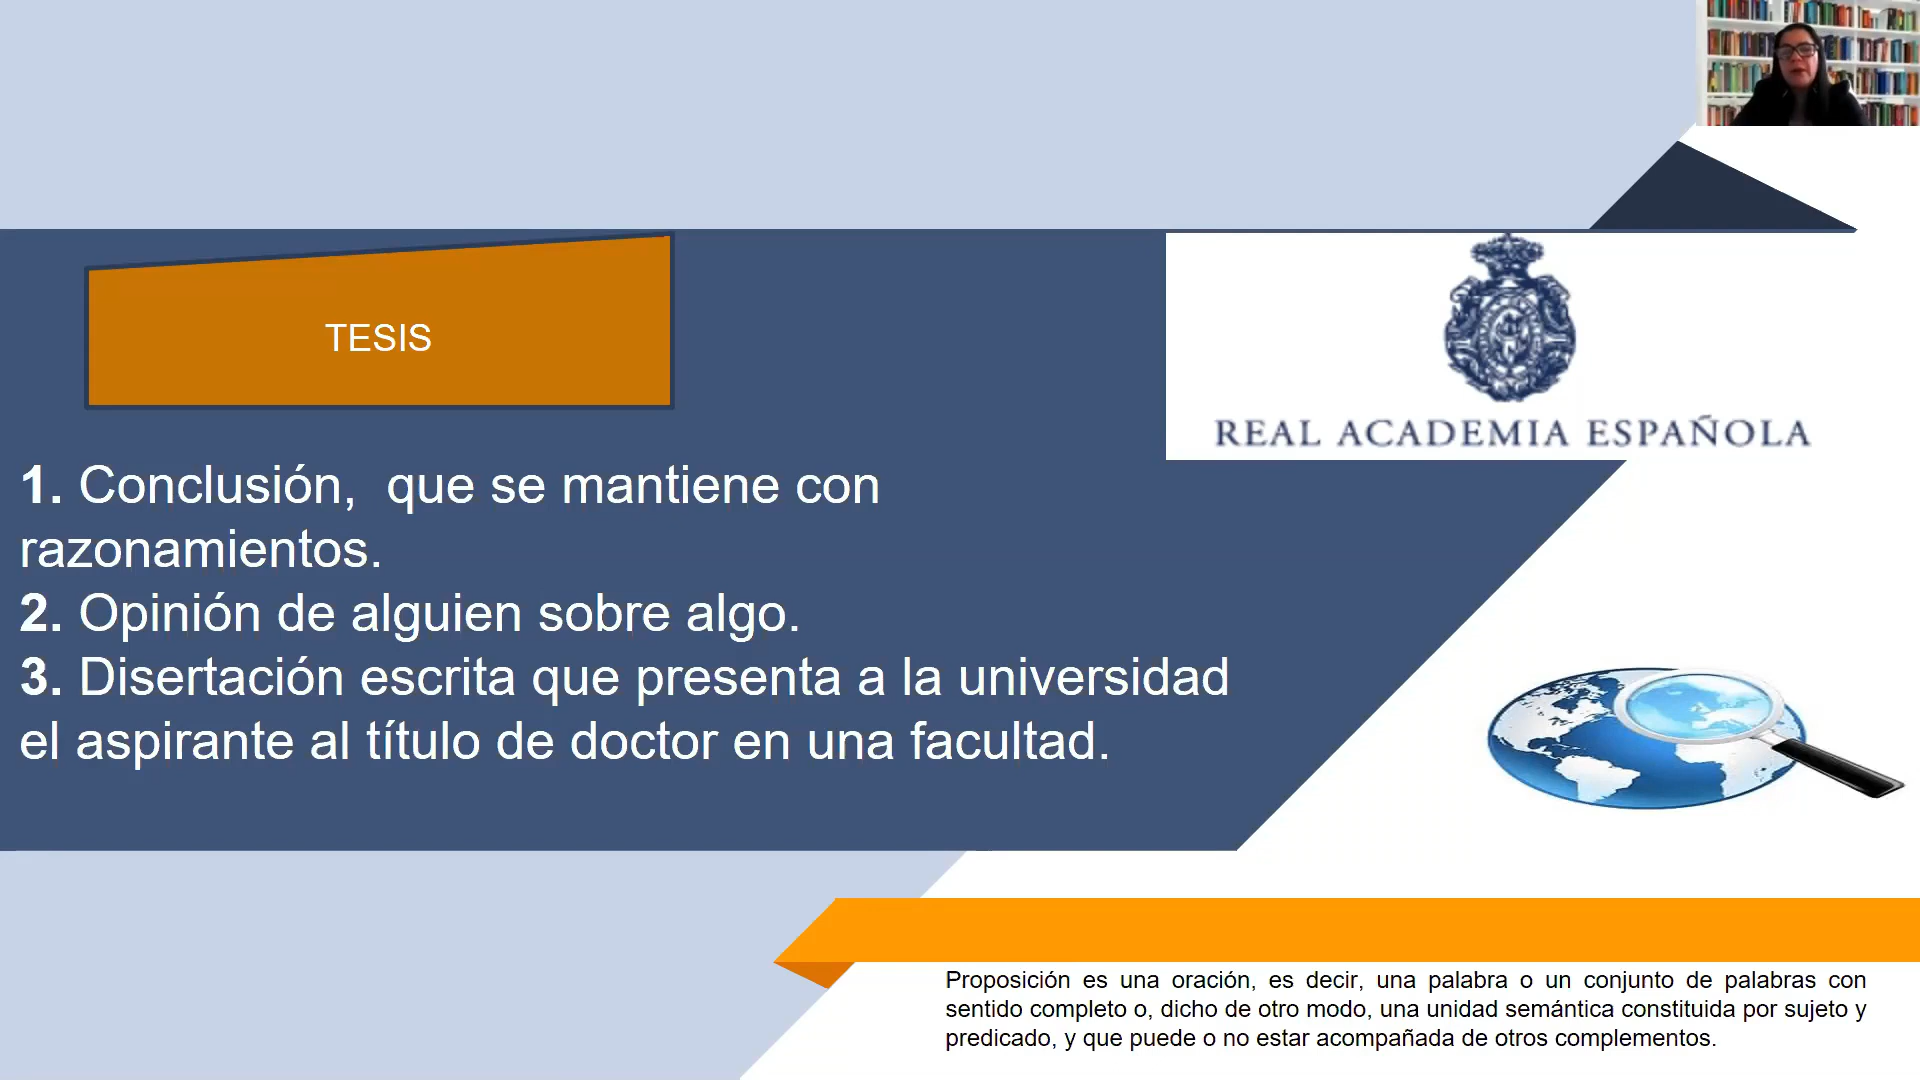 TESIS
REAL ACADEMIA ESPAÑOLA
1. Conclusión, que se mantiene con
razonamientos.
2. Opinión de alguien sobre algo.
3. Disertación escrita que presenta a la universidad
el aspirante al título de doctor en una facultad.
Proposición es una oración, es decir, una palabra o un conjunto de palabras con
sentido completo o, dicho de otro modo, una unidad semántica constituida por sujeto y
predicado, y que puede o no estar acompañada de otros complementos.